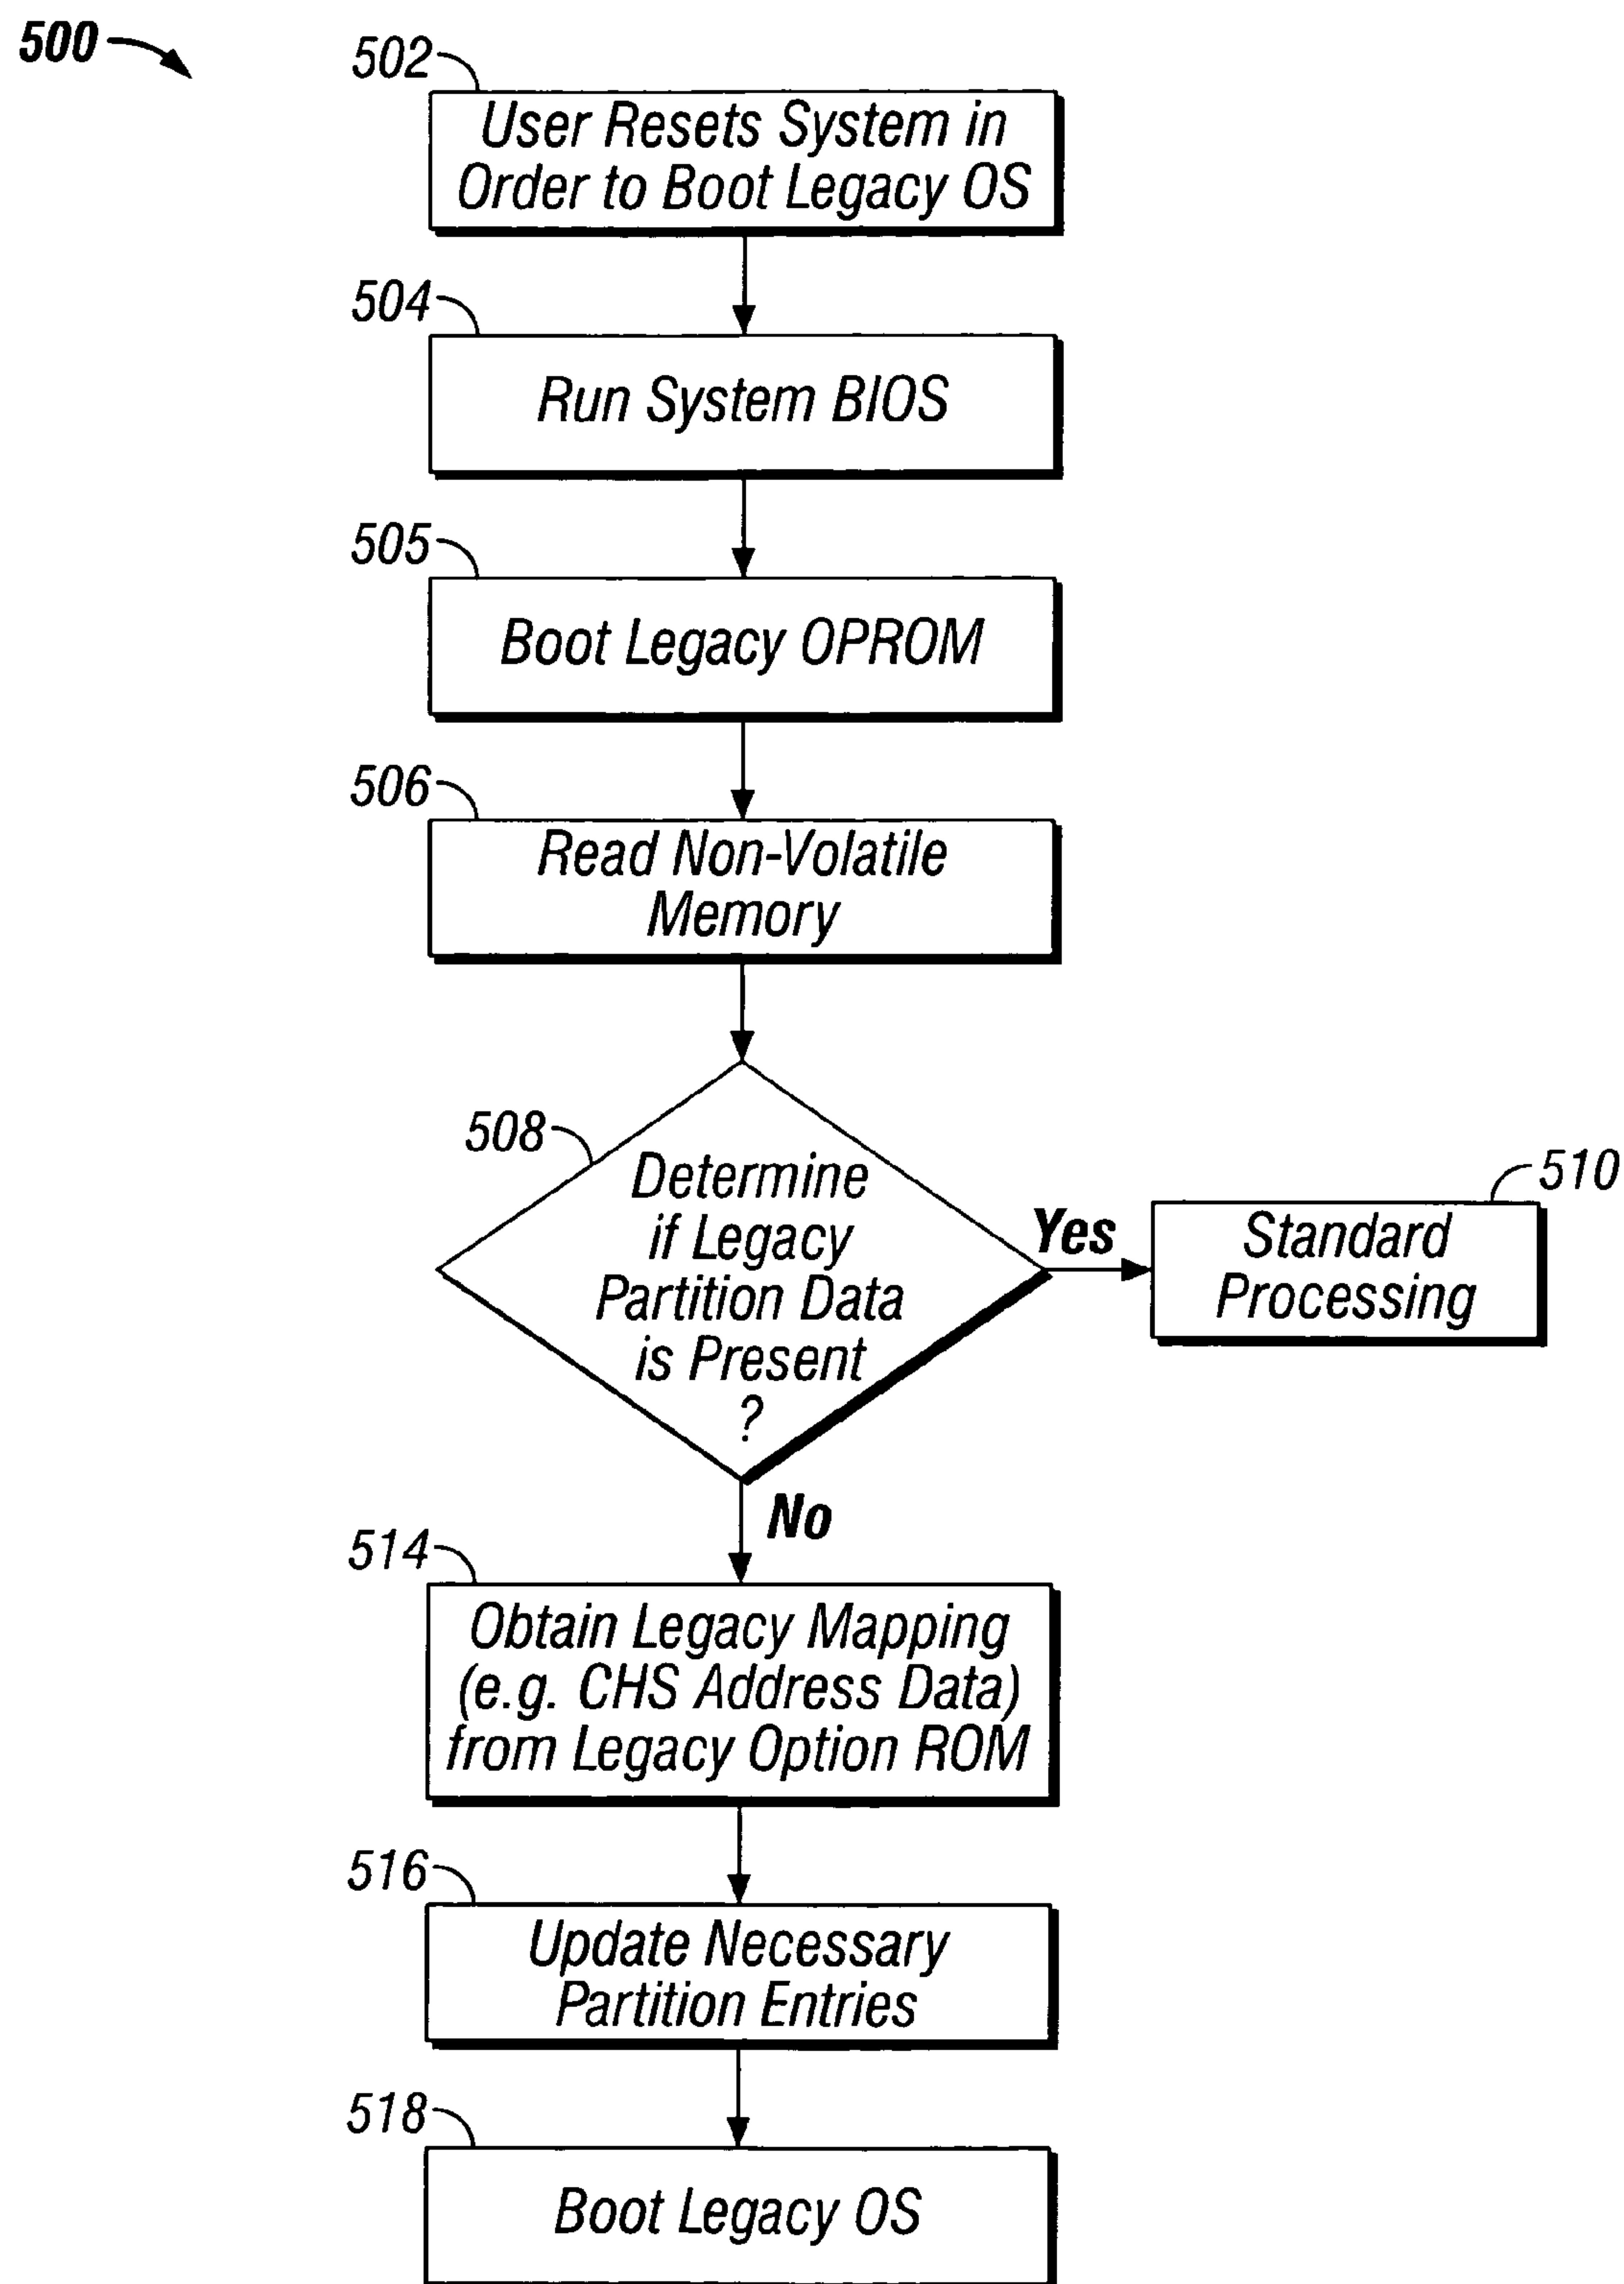 500
502
User Resets System in
Order to Boot Legacy OS
504
Run System BIOS
505
Boot Legacy OPROM
506
Read Non-Volatile
Memory
508
Determine
if Legacy
Partition Data
is Present
?
Yes
510
Standard
Processing
No
514
Obtain Legacy Mapping
(e.g. CHS Address Data)
from Legacy Option ROM
516
Update Necessary
Partition Entries
518
Boot Legacy OS